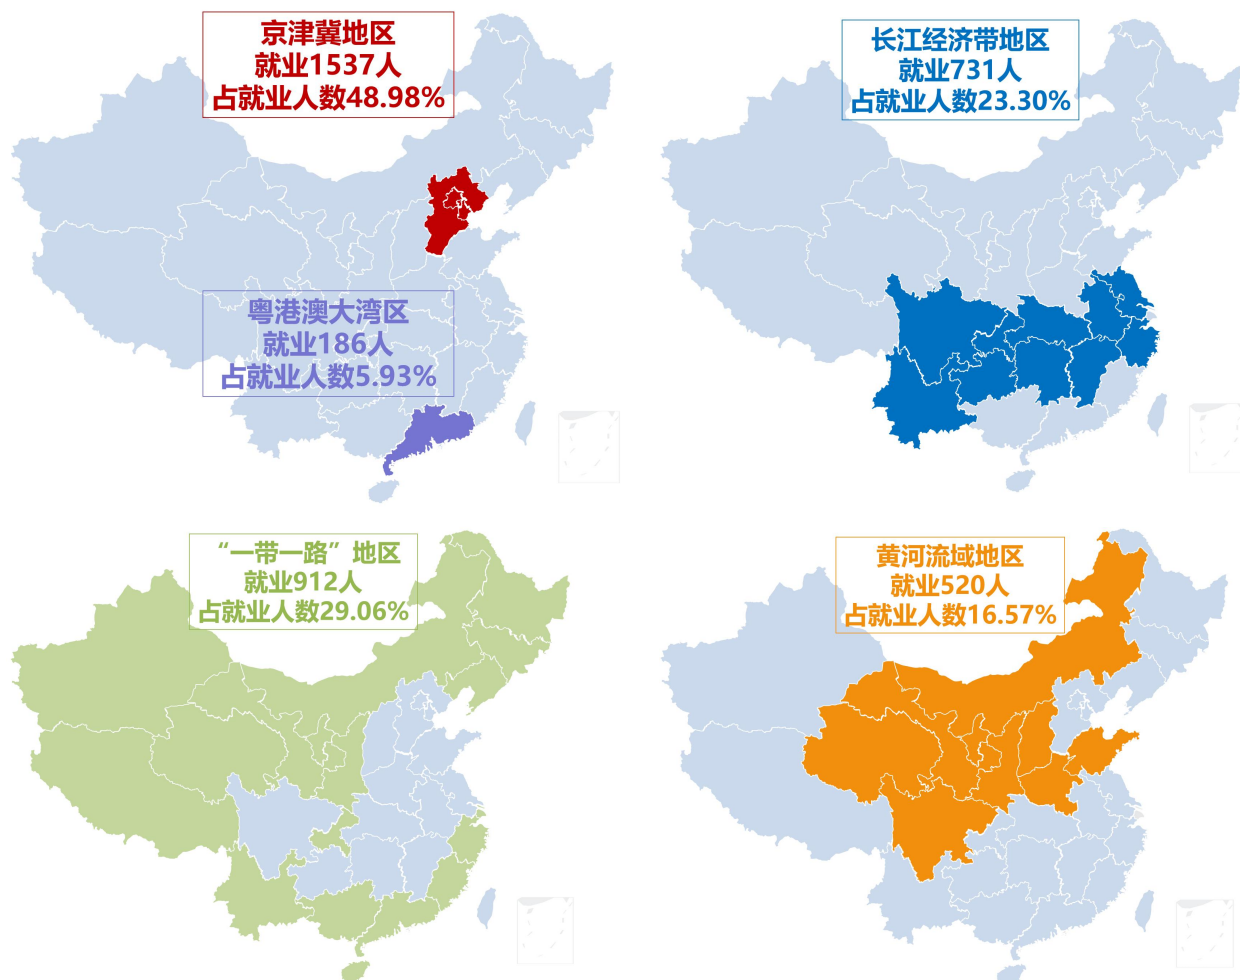 京津冀地区
就业1537人
占就业人数48.98%
长江经济带地区
就业731人
占就业人数23.30%
粤港澳大湾区
就业186人
占就业人数5.93%
“一带一路”地区
就业912人
占就业人数29.06%
黄河流域地区
就业520人
占就业人数16.57%